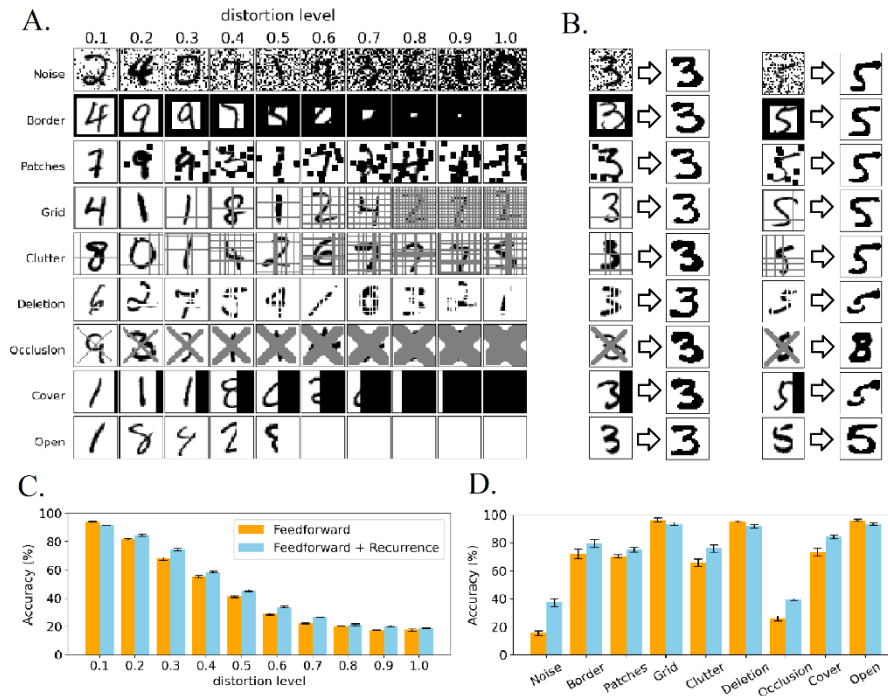 A.
distortion level
0.1 0.2 0.3 0.4 0.5 0.6 0.7 0.8 0.9 1.0
Noise
Border
Patches
Grid
Clutter
Deletion
Occlusion
Cover
Open
B.
C.
Accuracy (%)
100
80
60
40
20
0
Feedforward
Feedforward + Recurrence
0.1 0.2 0.3 0.4 0.5 0.6 0.7 0.8 0.9 1.0
distortion level
D.
Accuracy (%)
100
80
60
40
20
0
Noise Border Patches Grid Clutter Deletion Occlusion Cover Open